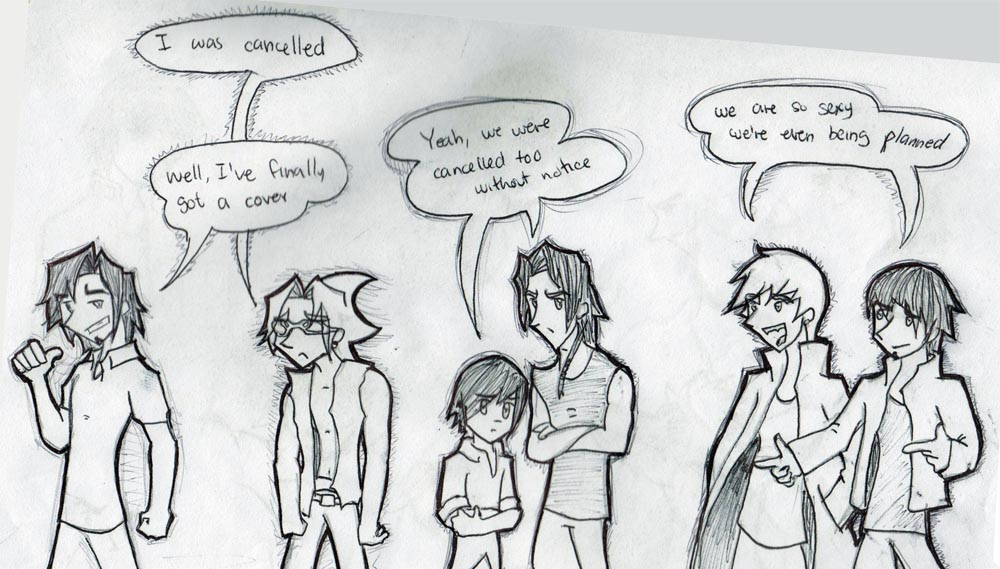 I was cancelled
well, I've finally
got a cover
Yeah, we were
cancelled too
without notice
we are so sexy
we're even being planned